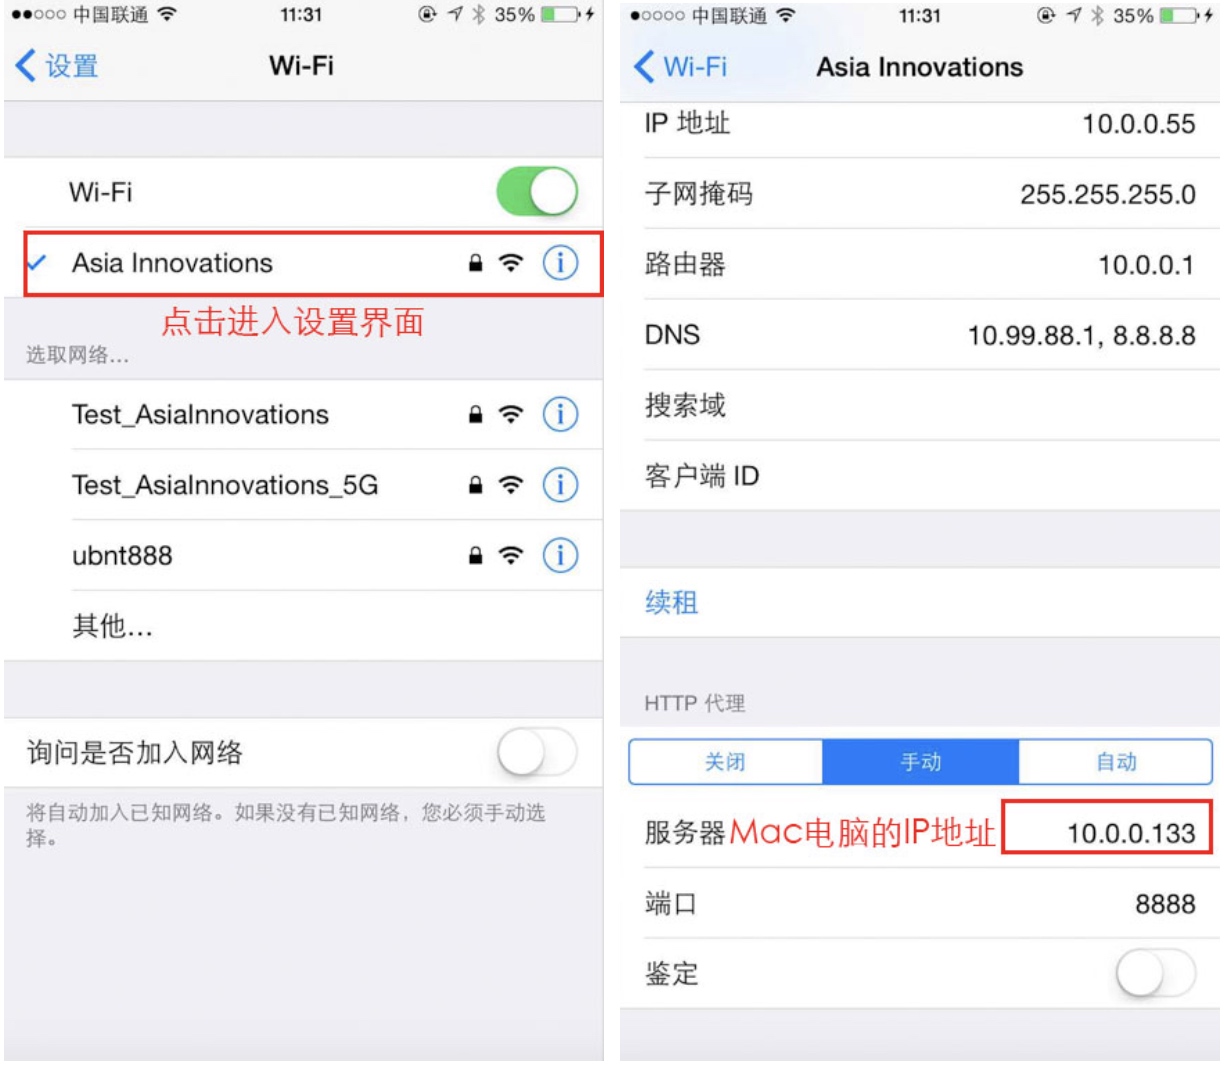 中国联通 11:31 35%
设置 Wi-Fi
Wi-Fi
Asia Innovations
点击进入设置界面
选取网络...
Test_AsiaInnovations
Test_AsiaInnovations_5G
ubnt888
其他...
询问是否加入网络
将自动加入已知网络。如果没有已知网络，您必须手动选
择。
中国联通 11:31 35%
Wi-Fi Asia Innovations
IP 地址 10.0.0.55
子网掩码 255.255.255.0
路由器 10.0.0.1
DNS 10.99.88.1, 8.8.8.8
搜索域
客户端 ID
续租
HTTP 代理
关闭 手动 自动
服务器 Mac电脑的IP地址 10.0.0.133
端口 8888
鉴定